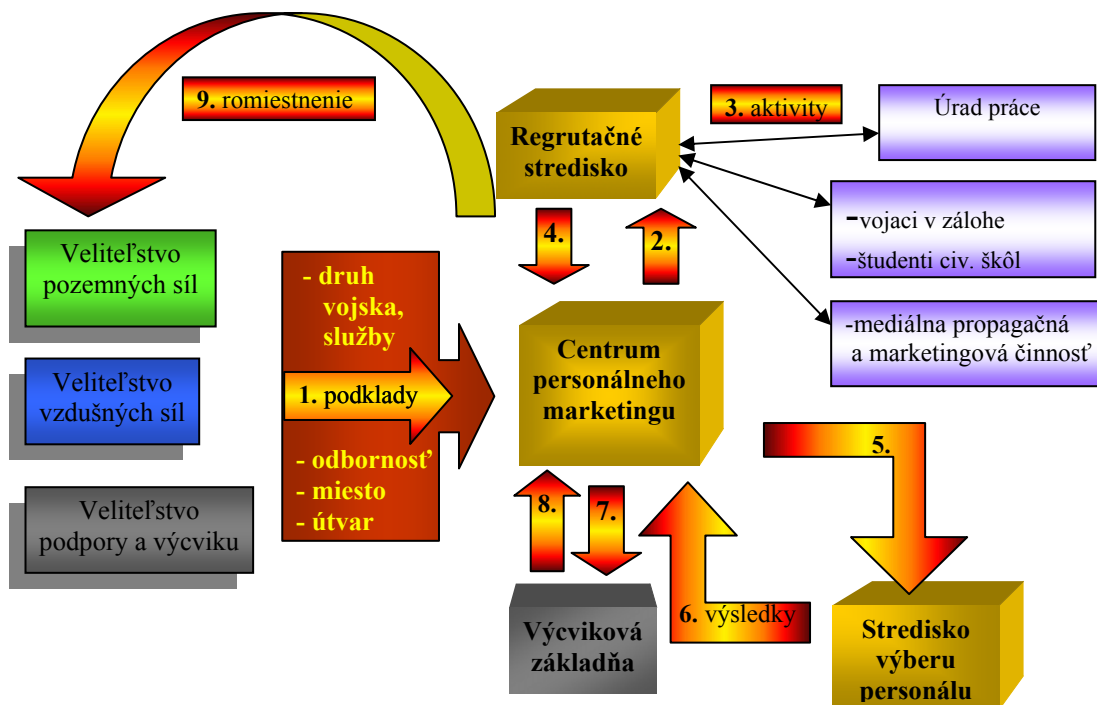 9. romiestnenie
Regrutačné
stredisko
3. aktivity
Úrad práce
-vojaci v zálohe
-študenti civ. škôl
-mediálna propagačná
a marketingová činnosť
4.
2.
Veliteľstvo
pozemných síl
Veliteľstvo
vzdušných síl
Veliteľstvo
podpory a výcviku
- druh
vojska,
služby
1. podklady
- odbornosť
- miesto
- útvar
Centrum
personálneho
marketingu
5.
8.
7.
6. výsledky
Výcviková
základňa
Stredisko
výberu
personálu